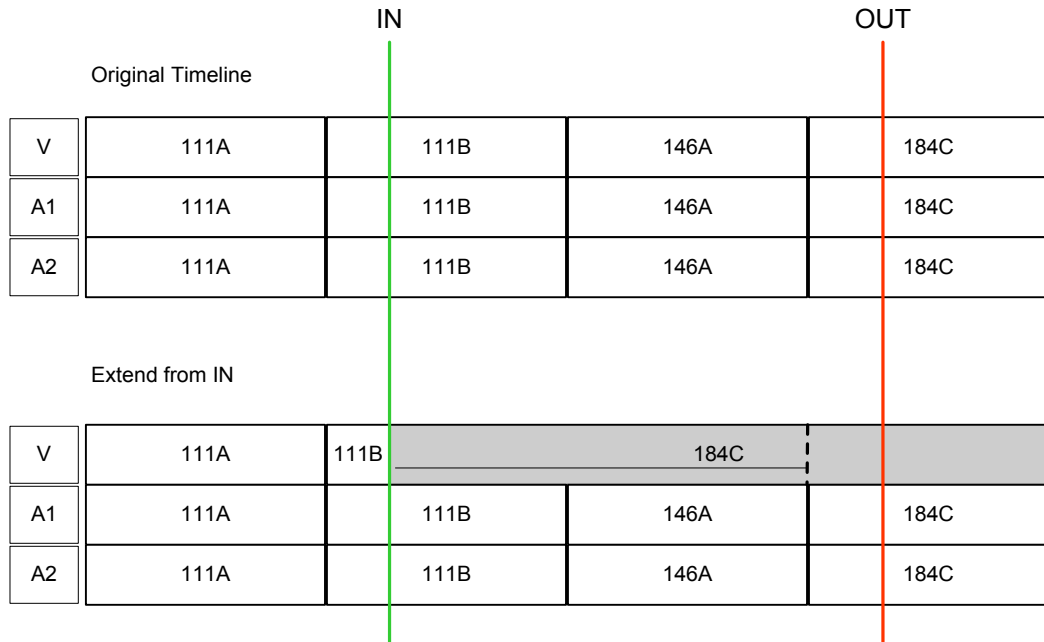 IN OUT
Original Timeline
V 111A 111B 146A 184C
A1 111A 111B 146A 184C
A2 111A 111B 146A 184C
Extend from IN
V 111A 111B 184C
A1 111A 111B 146A 184C
A2 111A 111B 146A 184C